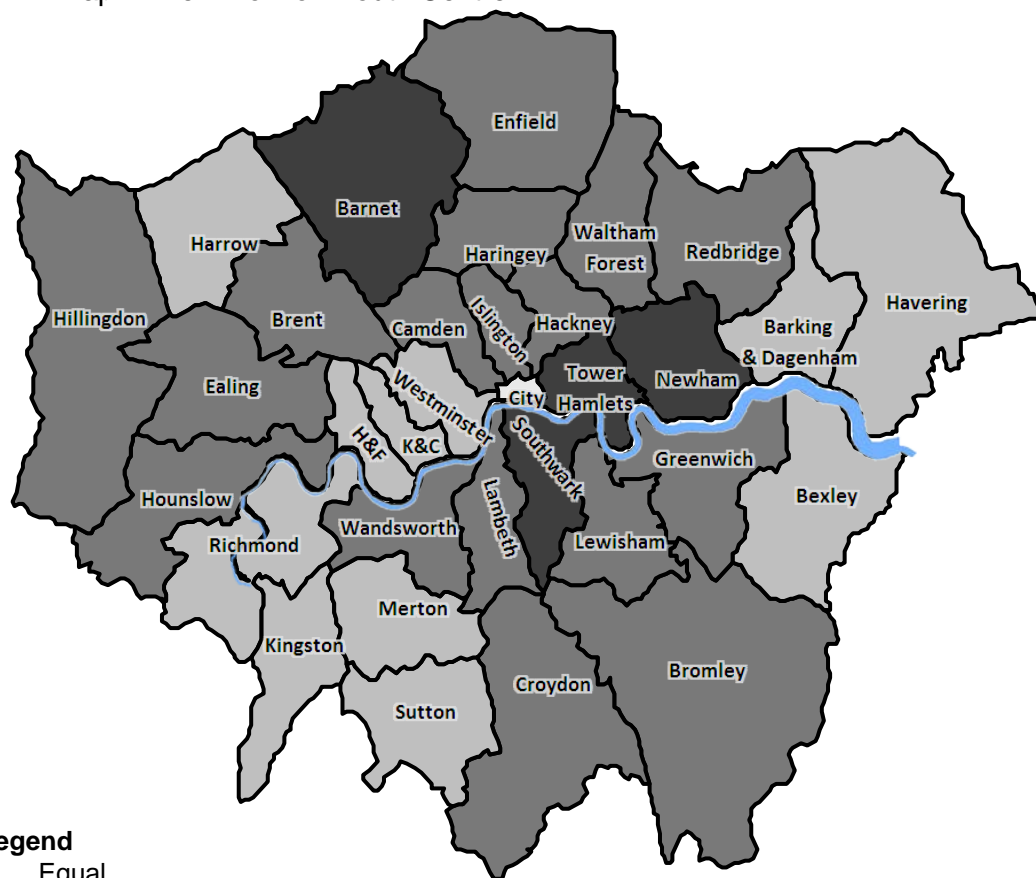 Enfield
Barnet
Harrow
Haringey
Waltham
Forest
Redbridge
Havering
Hillingdon
Brent
Camden
Islington
Hackney
Barking
& Dagenham
Ealing
Westminster
City
Tower
Hamlets
Newham
H&F
K&C
Southwark
Greenwich
Hounslow
Wandsworth
Lambeth
Lewisham
Bexley
Richmond
Merton
Kingston
Sutton
Croydon
Bromley
egend
Equal